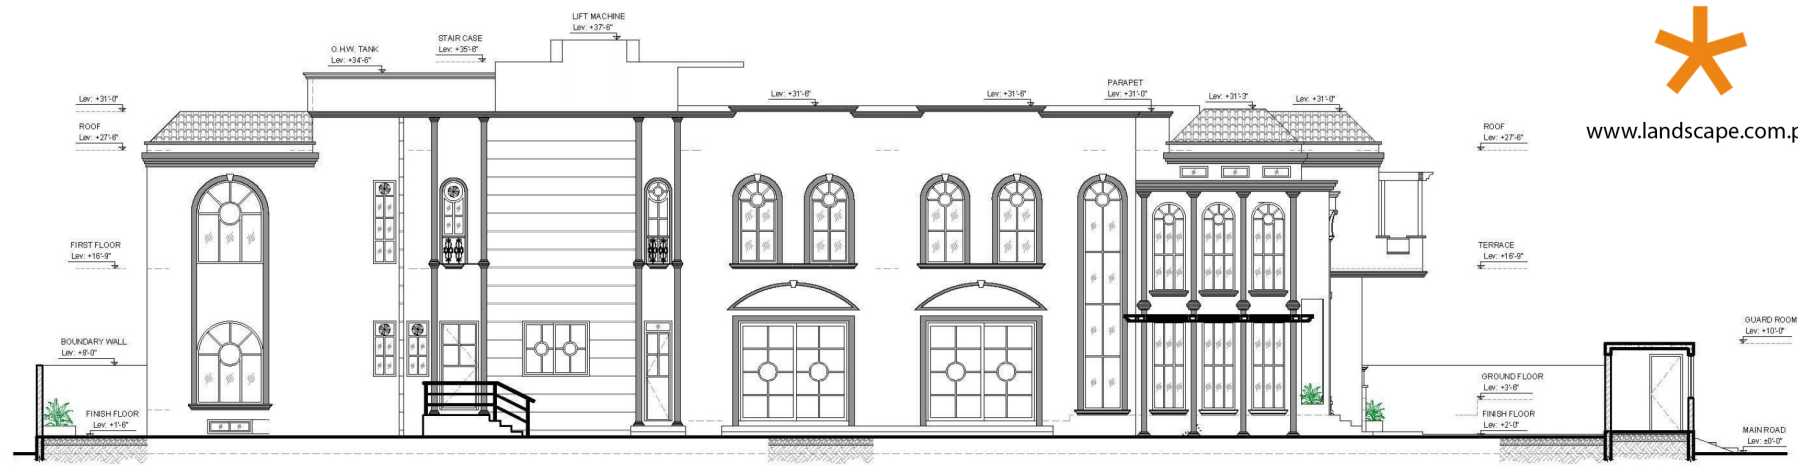 LIFT MACHINE
Lev: +37'-6"
STAIR CASE
Lev: +35'-6"
O.H.W. TANK
Lev: +34'-6"
Lev: +31'-0"
ROOF
Lev: +27'-6"
FIRST FLOOR
Lev: +16'-9"
BOUNDARY WALL
Lev: +8'-0"
FINISH FLOOR
Lev: +1'-6"
Lev: +31'-6"
Lev: +31'-6"
PARAPET
Lev: +31'-0"
Lev: +31'-3"
Lev: +31'-0"
ROOF
Lev: +27'-6"
TERRACE
Lev: +16'-9"
GROUND FLOOR
Lev: +3'-6"
FINISH FLOOR
Lev: +2'-0"
www.landscape.com.p
GUARD ROOM
Lev: +10'-0"
MAIN ROAD
Lev: ±0'-0"